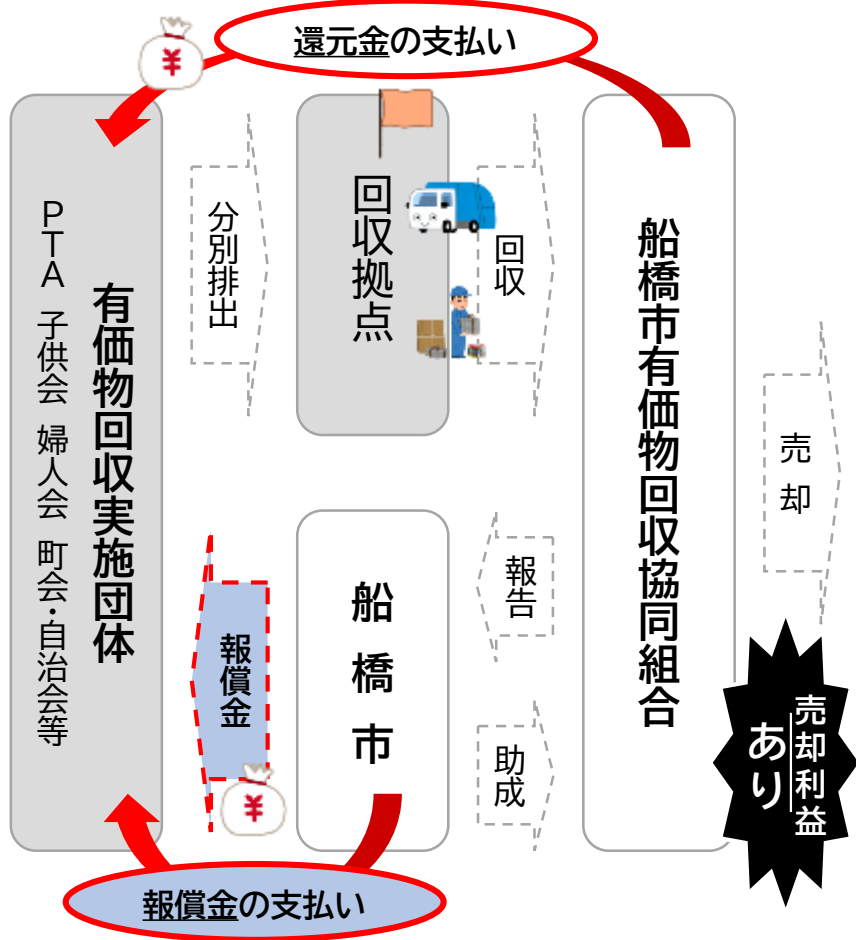 還元金の支払い
¥
有価物回収実施団体
PTA 子供会 婦人会 町会・自治会等
分別排出
回収拠点
回収
船橋市有価物回収協同組合
売却
売却利益
あり
報償金
¥
船橋市
報告
助成
報償金の支払い